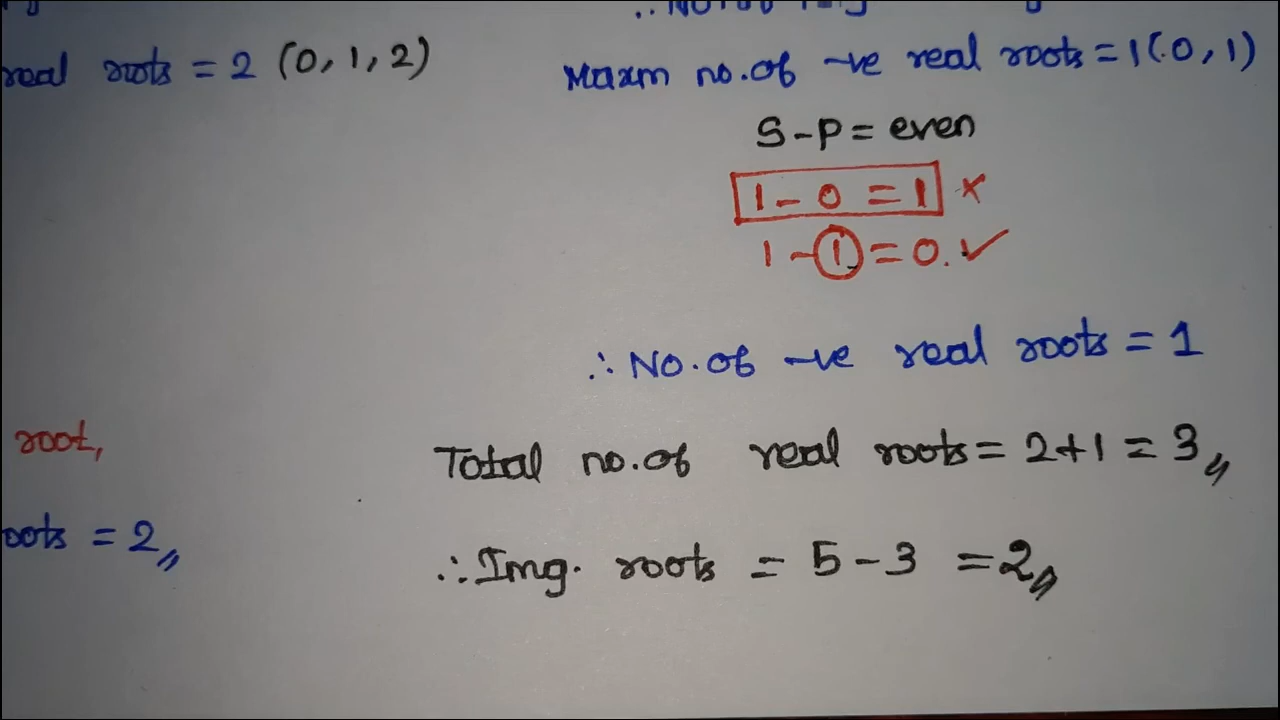 real roots = 2 (0, 1, 2)
Maxm no. of -ve real roots = 1 (0, 1)
S - P = even
1 - 0 = 1 ×
1 - 1 = 0. ✓
∴ No. of -ve real roots = 1
root,
Total no. of real roots = 2 + 1 = 3,,
oots = 2,,
∴ Img. roots = 5 - 3 = 2,,